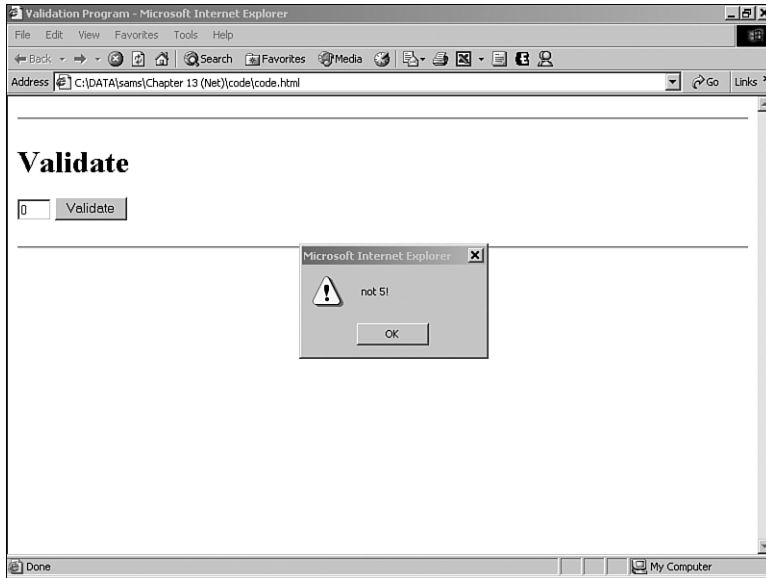 Validation Program - Microsoft Internet Explorer
File Edit View Favorites Tools Help
Back Search Favorites Media
Address C:\DATA\sams\Chapter 13 (Net)\code\code.html Go Links
Validate
0 Validate
Microsoft Internet Explorer
not 5!
OK
Done My Computer